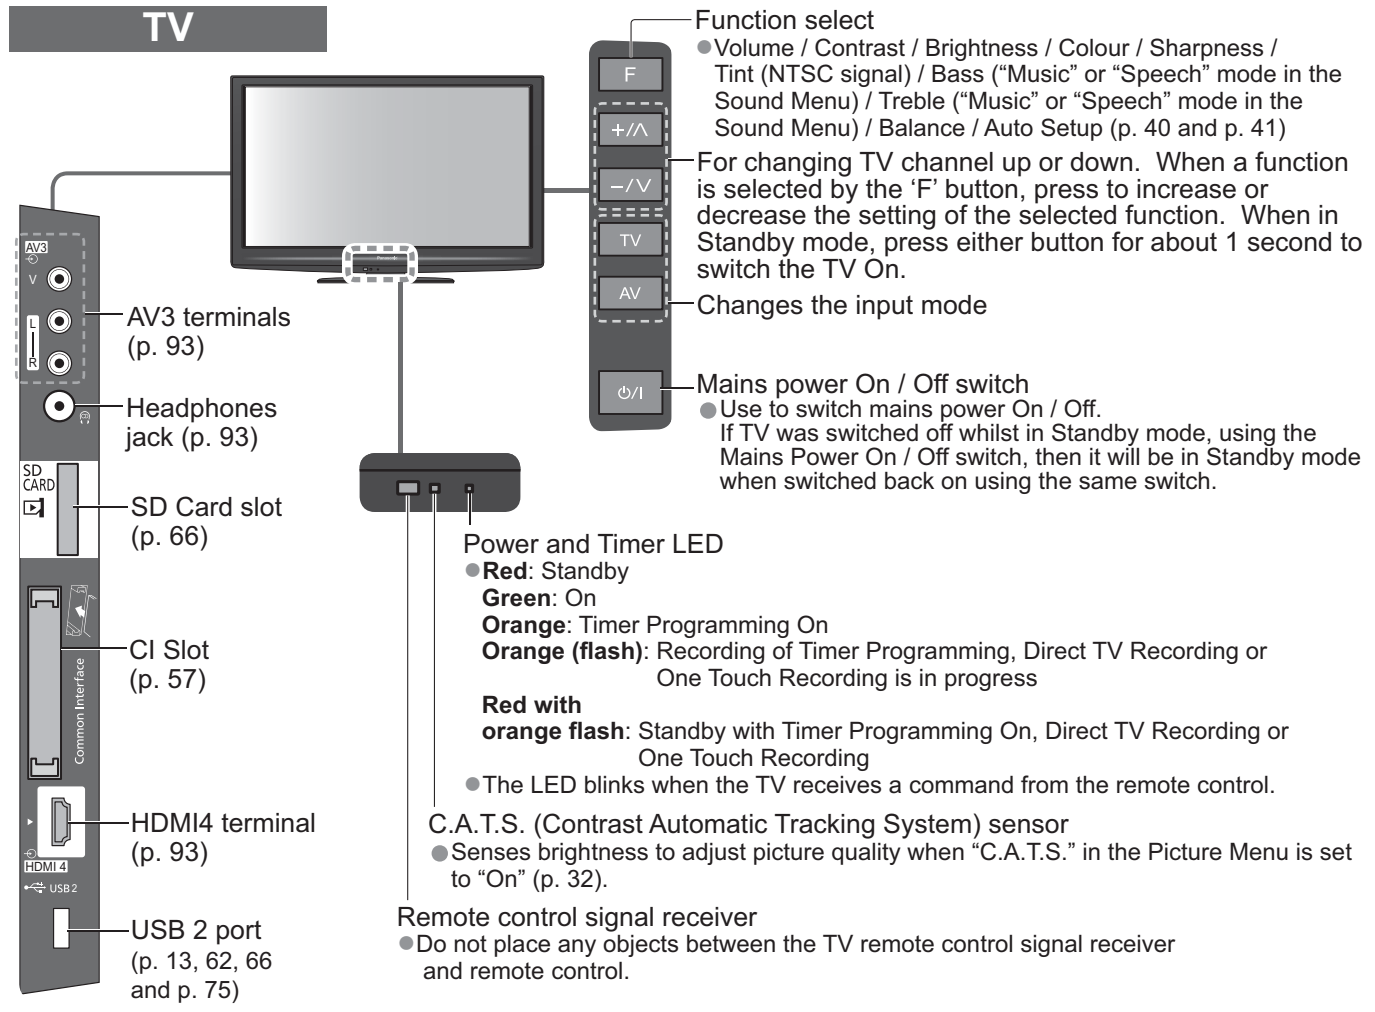 TV
Function select
●Volume / Contrast / Brightness / Colour / Sharpness /
Tint (NTSC signal) / Bass (“Music” or “Speech” mode in the
Sound Menu) / Treble (“Music” or “Speech” mode in the
Sound Menu) / Balance / Auto Setup (p. 40 and p. 41)
F
+/∧
−/∨
TV
AV
⏻/I
For changing TV channel up or down. When a function
is selected by the ‘F’ button, press to increase or
decrease the setting of the selected function. When in
Standby mode, press either button for about 1 second to
switch the TV On.
Changes the input mode
Mains power On / Off switch
●Use to switch mains power On / Off.
If TV was switched off whilst in Standby mode, using the
Mains Power On / Off switch, then it will be in Standby mode
when switched back on using the same switch.
Panasonic
AV3
V
L
R
AV3 terminals
(p. 93)
Headphones
jack (p. 93)
SD
CARD
SD Card slot
(p. 66)
Common Interface
CI Slot
(p. 57)
HDMI4 terminal
(p. 93)
HDMI 4
USB 2
USB 2 port
(p. 13, 62, 66
and p. 75)
Power and Timer LED
●Red: Standby
Green: On
Orange: Timer Programming On
Orange (flash): Recording of Timer Programming, Direct TV Recording or
One Touch Recording is in progress
Red with
orange flash: Standby with Timer Programming On, Direct TV Recording or
One Touch Recording
●The LED blinks when the TV receives a command from the remote control.
C.A.T.S. (Contrast Automatic Tracking System) sensor
●Senses brightness to adjust picture quality when “C.A.T.S.” in the Picture Menu is set
to “On” (p. 32).
Remote control signal receiver
●Do not place any objects between the TV remote control signal receiver
and remote control.